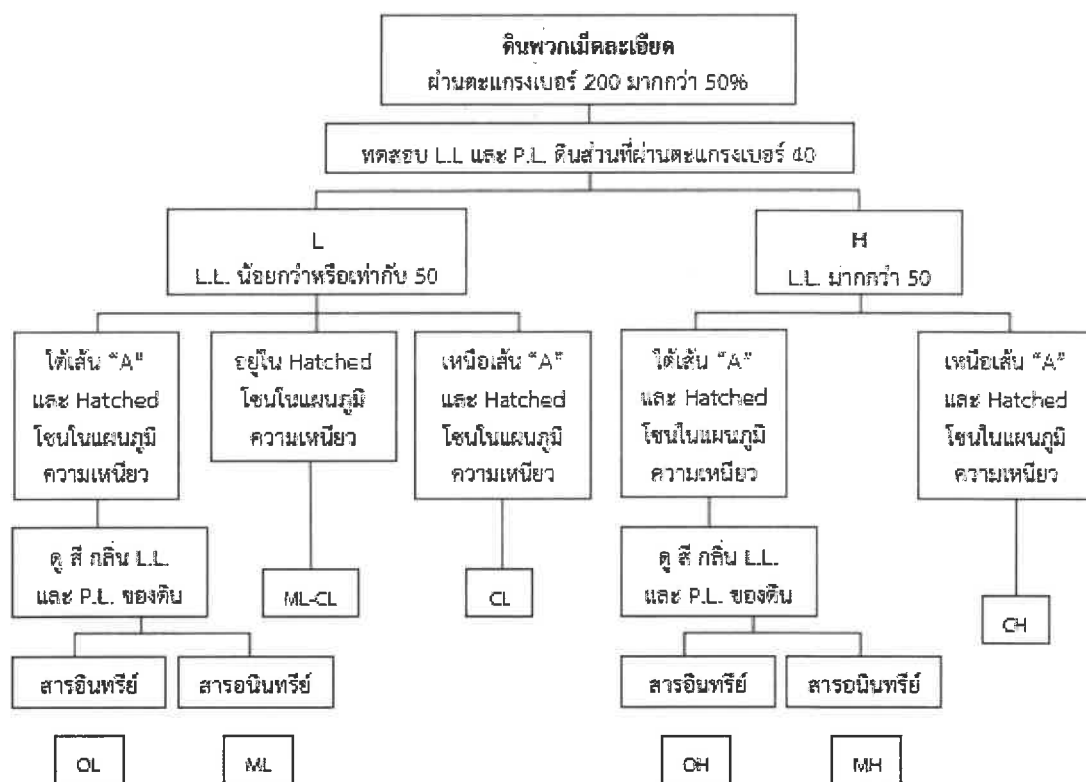 ดินพวกเม็ดละเอียด
ผ่านตะแกรงเบอร์ 200 มากกว่า 50%
ทดสอบ L.L และ P.L. ดินส่วนที่ผ่านตะแกรงเบอร์ 40
L
L.L. น้อยกว่าหรือเท่ากับ 50
H
L.L. มากกว่า 50
ใต้เส้น "A"
และ Hatched
โซนในแผนภูมิ
ความเหนียว
อยู่ใน Hatched
โซนในแผนภูมิ
ความเหนียว
เหนือเส้น "A"
และ Hatched
โซนในแผนภูมิ
ความเหนียว
ใต้เส้น "A"
และ Hatched
โซนในแผนภูมิ
ความเหนียว
เหนือเส้น "A"
และ Hatched
โซนในแผนภูมิ
ความเหนียว
ดู สี กลิ่น L.L.
และ P.L. ของดิน
ML-CL
CL
ดู สี กลิ่น L.L.
และ P.L. ของดิน
CH
สารอินทรีย์
สารอนินทรีย์
สารอินทรีย์
สารอนินทรีย์
OL
ML
OH
MH